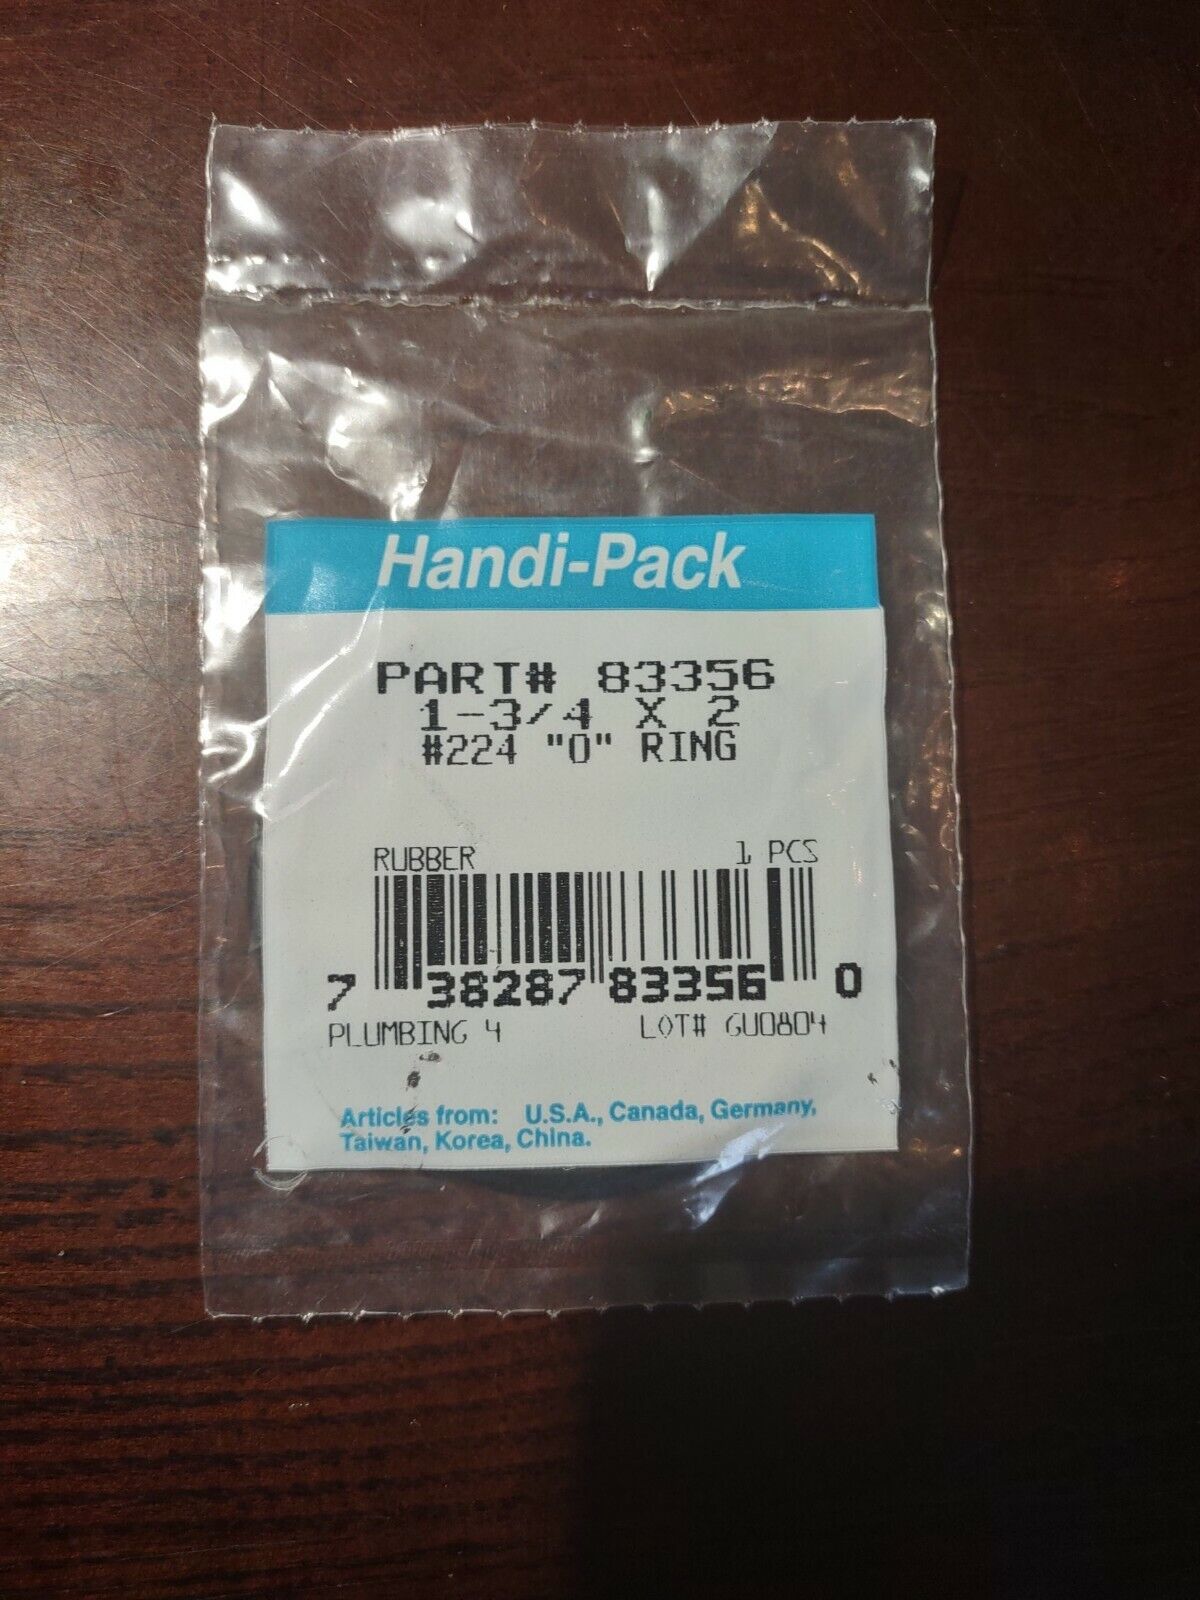 Handi-Pack
PART# 83356
1-3/4 X 2
#224 "O" RING
RUBBER 1 PCS
7 38287 83356 0
PLUMBING 4 LOT# GU0804
Articles from: U.S.A., Canada, Germany,
Taiwan, Korea, China.